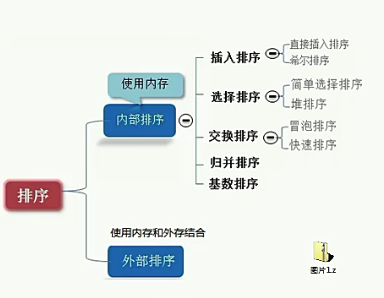 排序
使用内存
内部排序
插入排序
直接插入排序
希尔排序
选择排序
简单选择排序
堆排序
交换排序
冒泡排序
快速排序
归并排序
基数排序
使用内存和外存结合
外部排序
图片1.z